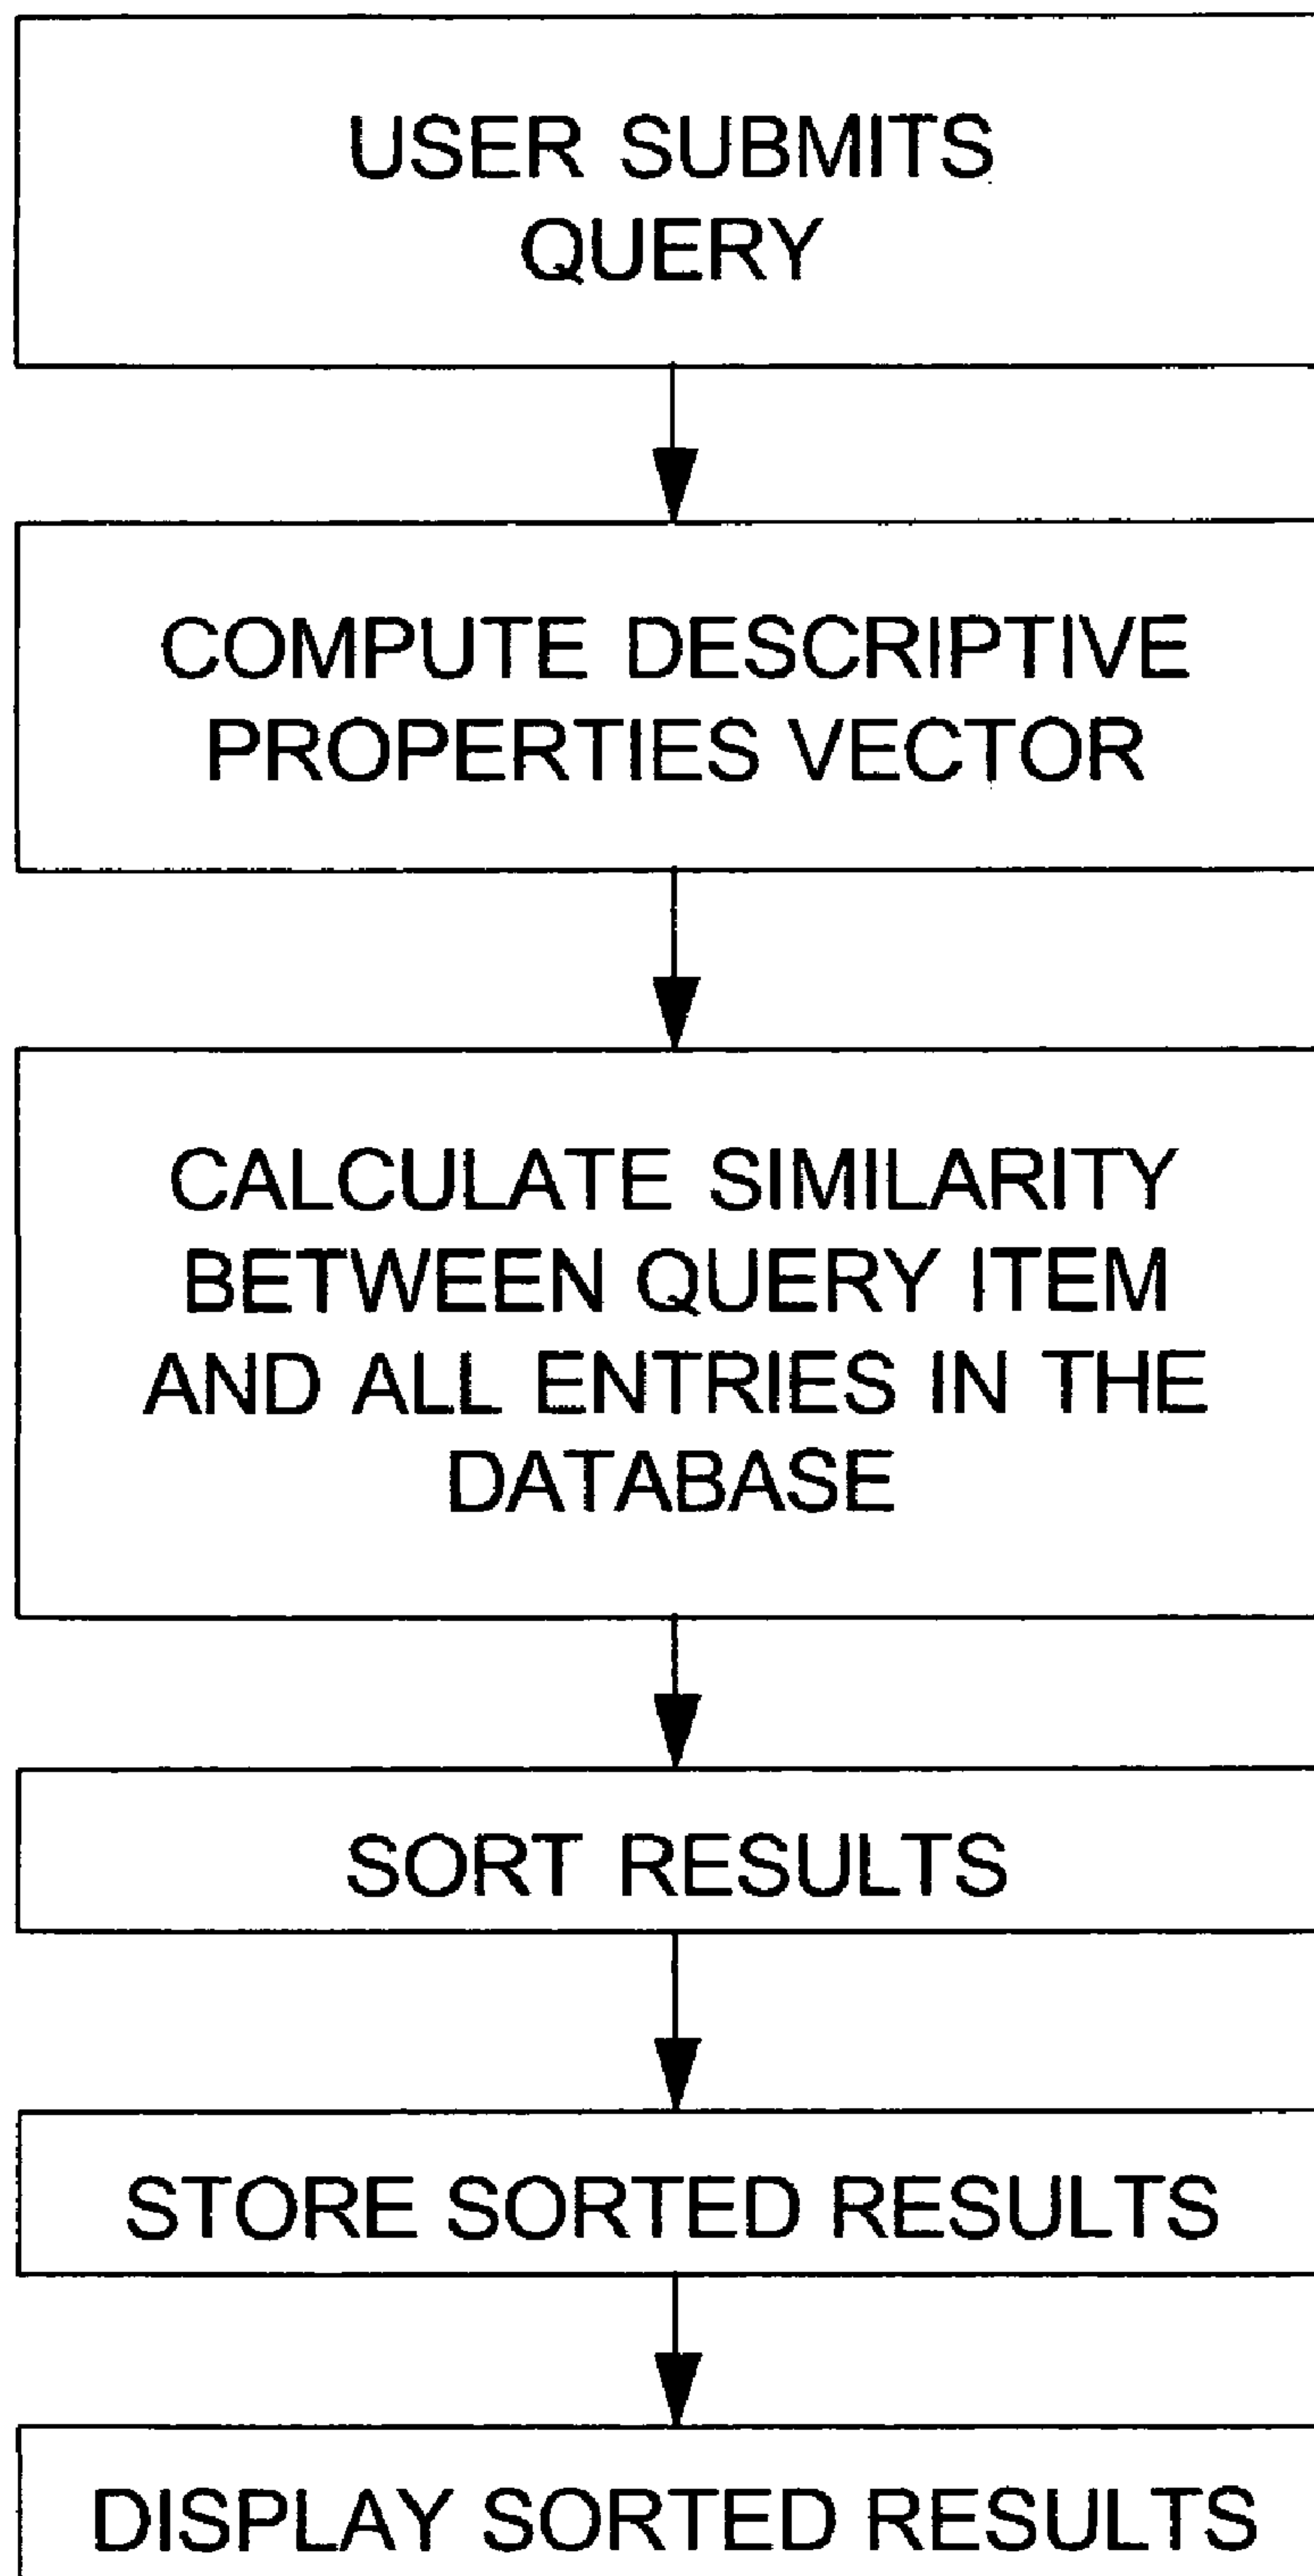 USER SUBMITS
QUERY
COMPUTE DESCRIPTIVE
PROPERTIES VECTOR
CALCULATE SIMILARITY
BETWEEN QUERY ITEM
AND ALL ENTRIES IN THE
DATABASE
SORT RESULTS
STORE SORTED RESULTS
DISPLAY SORTED RESULTS